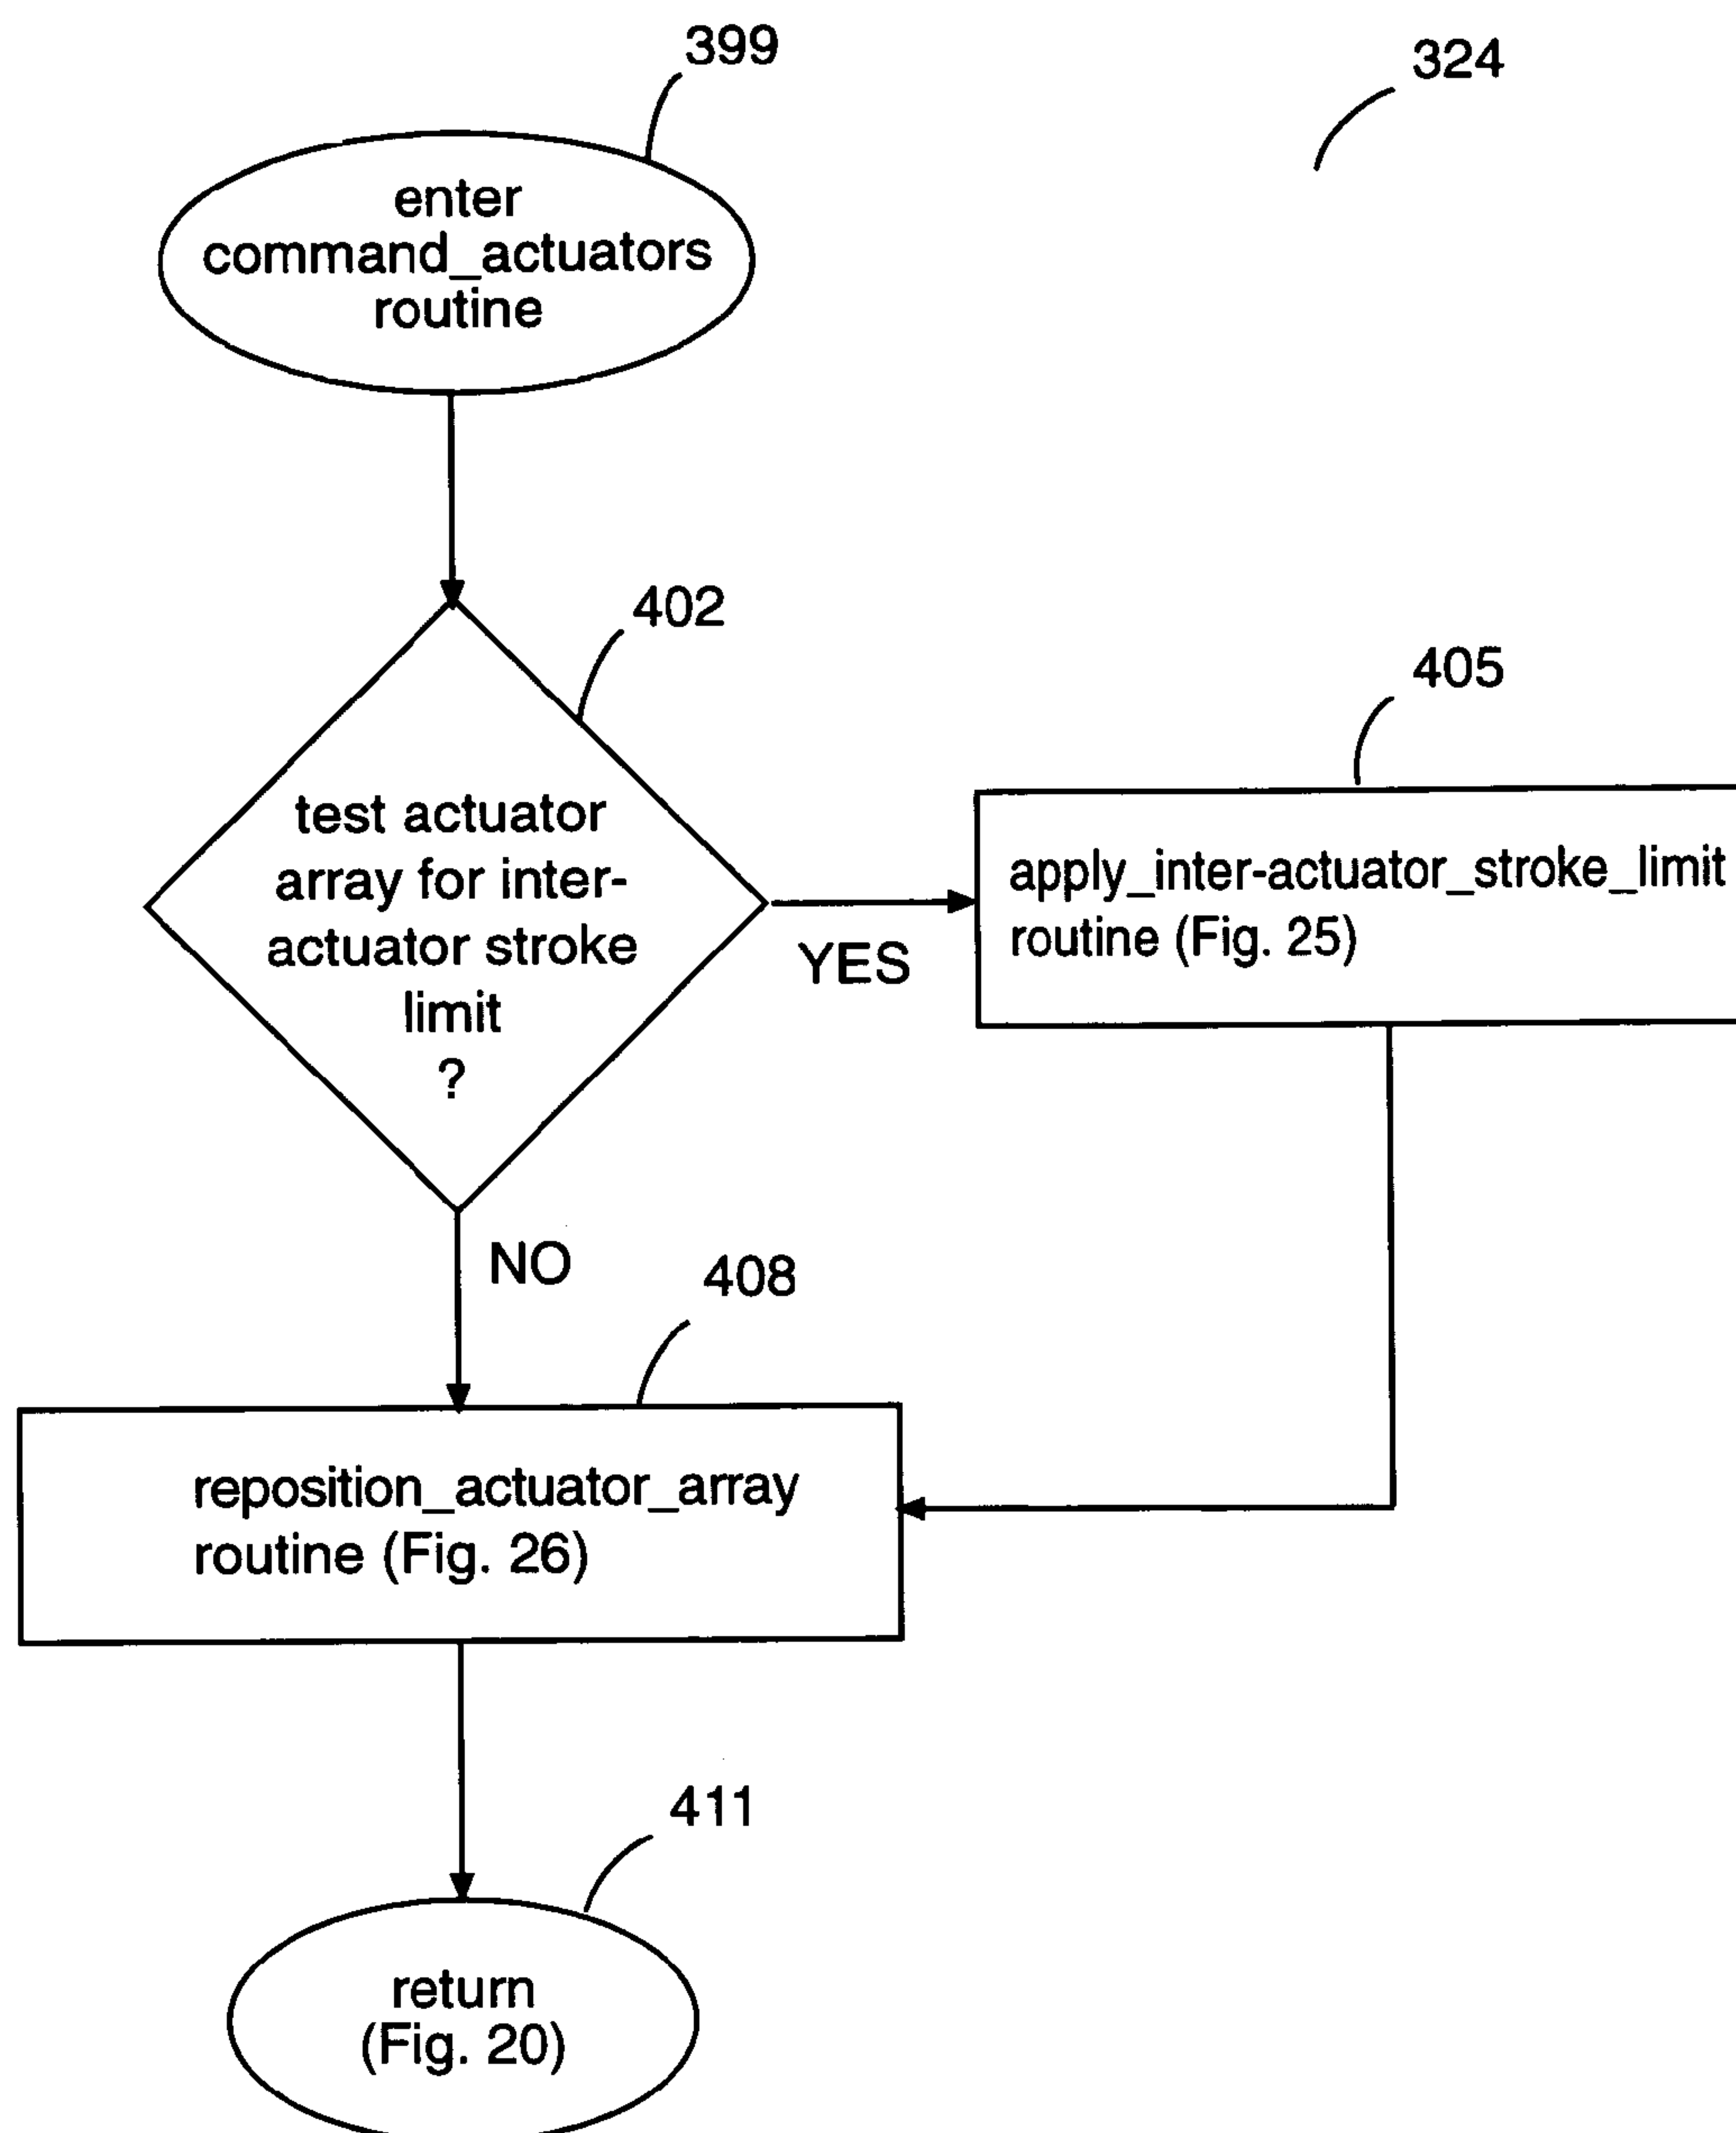 399
324
enter
command_actuators
routine
402
405
test actuator
array for inter-
actuator stroke
limit
?
apply_inter-actuator_stroke_limit
routine (Fig. 25)
YES
NO
408
reposition_actuator_array
routine (Fig. 26)
411
return
(Fig. 20)